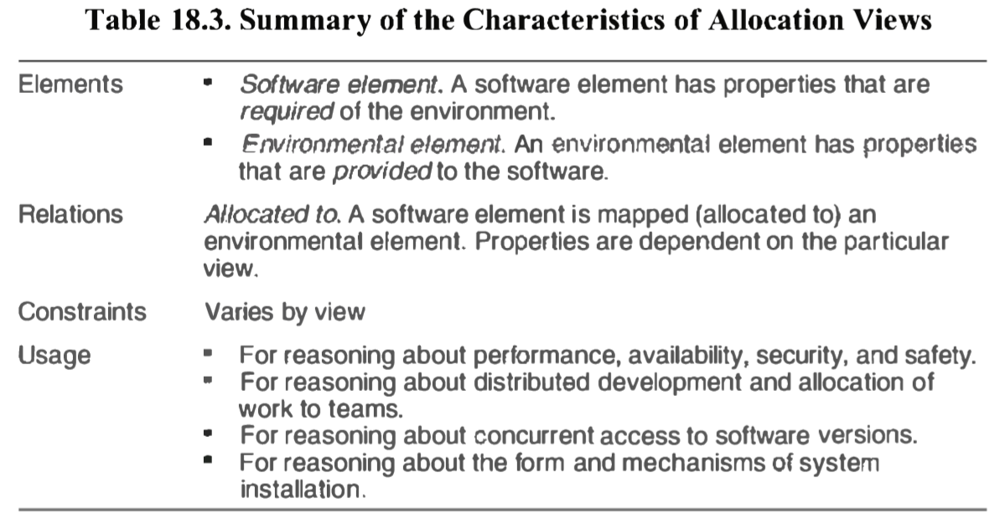 Table 18.3. Summary of the Characteristics of Allocation Views
Elements ▪ Software element. A software element has properties that are
required of the environment.
▪ Environmental element. An environmental element has properties
that are provided to the software.
Relations Allocated to. A software element is mapped (allocated to) an
environmental element. Properties are dependent on the particular
view.
Constraints Varies by view
Usage ▪ For reasoning about performance, availability, security, and safety.
▪ For reasoning about distributed development and allocation of
work to teams.
▪ For reasoning about concurrent access to software versions.
▪ For reasoning about the form and mechanisms of system
installation.